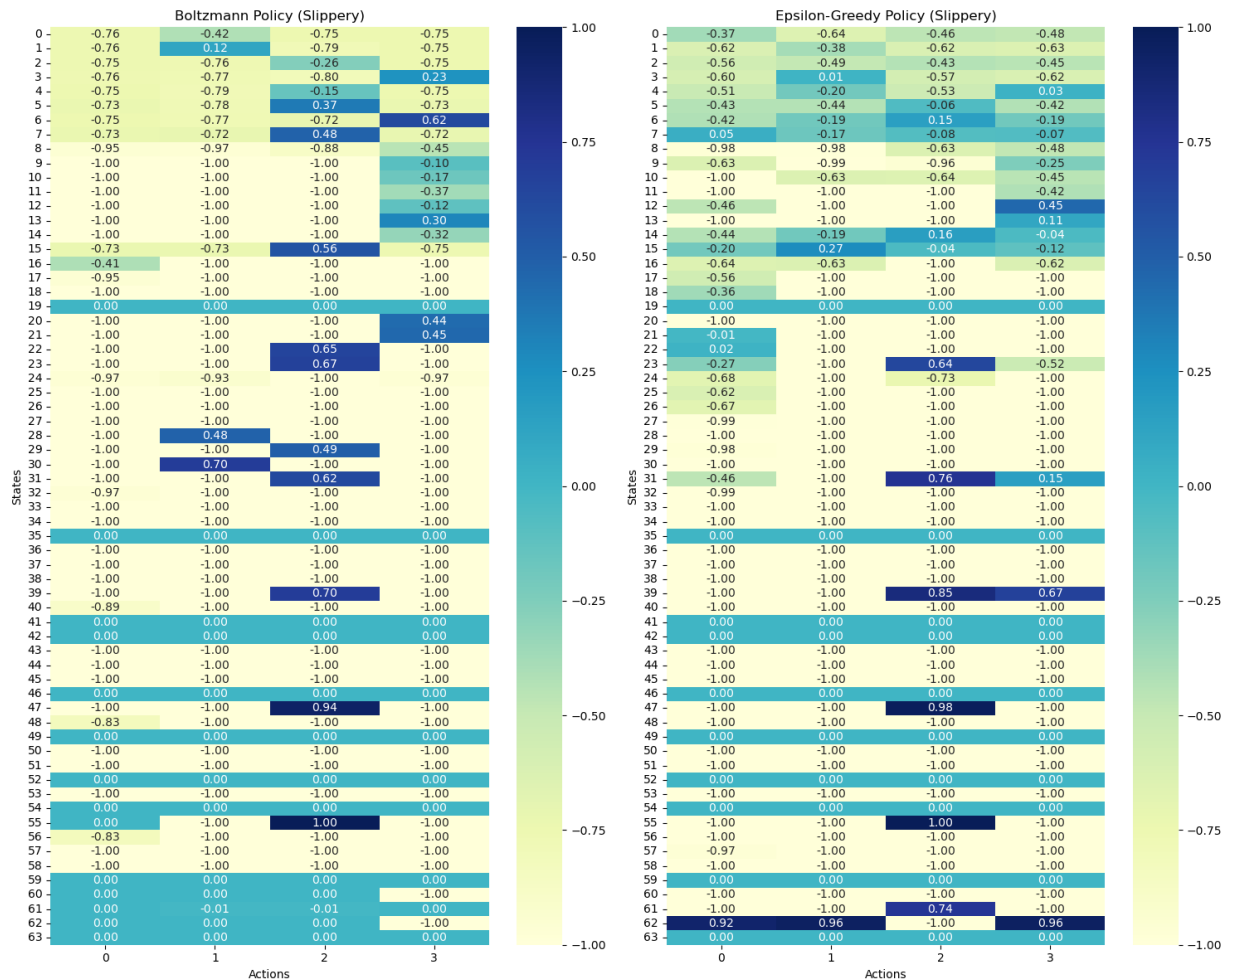 Boltzmann Policy (Slippery)
0 -0.76 -0.42 -0.75 -0.75
1 -0.76 0.12 -0.79 -0.75
2 -0.75 -0.76 -0.26 -0.75
3 -0.76 -0.77 -0.80 0.23
4 -0.75 -0.79 -0.15 -0.75
5 -0.73 -0.78 0.37 -0.73
6 -0.75 -0.77 -0.72 0.62
7 -0.73 -0.72 0.48 -0.72
8 -0.95 -0.97 -0.88 -0.45
9 -1.00 -1.00 -1.00 -0.10
10 -1.00 -1.00 -1.00 -0.17
11 -1.00 -1.00 -1.00 -0.37
12 -1.00 -1.00 -1.00 -0.12
13 -1.00 -1.00 -1.00 0.30
14 -1.00 -1.00 -1.00 -0.32
15 -0.73 -0.73 0.56 -0.75
16 -0.41 -1.00 -1.00 -1.00
17 -0.95 -1.00 -1.00 -1.00
18 -1.00 -1.00 -1.00 -1.00
19 0.00 0.00 0.00 0.00
20 -1.00 -1.00 -1.00 0.44
21 -1.00 -1.00 -1.00 0.45
22 -1.00 -1.00 0.65 -1.00
23 -1.00 -1.00 0.67 -1.00
24 -0.97 -0.93 -1.00 -0.97
25 -1.00 -1.00 -1.00 -1.00
26 -1.00 -1.00 -1.00 -1.00
27 -1.00 -1.00 -1.00 -1.00
28 -1.00 0.48 -1.00 -1.00
29 -1.00 -1.00 0.49 -1.00
30 -1.00 0.70 -1.00 -1.00
31 -1.00 -1.00 0.62 -1.00
32 -0.97 -1.00 -1.00 -1.00
33 -1.00 -1.00 -1.00 -1.00
34 -1.00 -1.00 -1.00 -1.00
35 0.00 0.00 0.00 0.00
36 -1.00 -1.00 -1.00 -1.00
37 -1.00 -1.00 -1.00 -1.00
38 -1.00 -1.00 -1.00 -1.00
39 -1.00 -1.00 0.70 -1.00
40 -0.89 -1.00 -1.00 -1.00
41 0.00 0.00 0.00 0.00
42 0.00 0.00 0.00 0.00
43 -1.00 -1.00 -1.00 -1.00
44 -1.00 -1.00 -1.00 -1.00
45 -1.00 -1.00 -1.00 -1.00
46 0.00 0.00 0.00 0.00
47 -1.00 -1.00 0.94 -1.00
48 -0.83 -1.00 -1.00 -1.00
49 0.00 0.00 0.00 0.00
50 -1.00 -1.00 -1.00 -1.00
51 -1.00 -1.00 -1.00 -1.00
52 0.00 0.00 0.00 0.00
53 -1.00 -1.00 -1.00 -1.00
54 0.00 0.00 0.00 0.00
55 0.00 -1.00 1.00 -1.00
56 -0.83 -1.00 -1.00 -1.00
57 -1.00 -1.00 -1.00 -1.00
58 -1.00 -1.00 -1.00 -1.00
59 0.00 0.00 0.00 0.00
60 0.00 0.00 0.00 -1.00
61 0.00 -0.01 -0.01 0.00
62 0.00 0.00 0.00 -1.00
63 0.00 0.00 0.00 0.00
0 1 2 3
States
Actions
1.00
0.75
0.50
0.25
0.00
−0.25
−0.50
−0.75
−1.00
Epsilon-Greedy Policy (Slippery)
0 -0.37 -0.64 -0.46 -0.48
1 -0.62 -0.38 -0.62 -0.63
2 -0.56 -0.49 -0.43 -0.45
3 -0.60 0.01 -0.57 -0.62
4 -0.51 -0.20 -0.53 0.03
5 -0.43 -0.44 -0.06 -0.42
6 -0.42 -0.19 0.15 -0.19
7 0.05 -0.17 -0.08 -0.07
8 -0.98 -0.98 -0.63 -0.48
9 -0.63 -0.99 -0.96 -0.25
10 -1.00 -0.63 -0.64 -0.45
11 -1.00 -1.00 -1.00 -0.42
12 -0.46 -1.00 -1.00 0.45
13 -1.00 -1.00 -1.00 0.11
14 -0.44 -0.19 0.16 -0.04
15 -0.20 0.27 -0.04 -0.12
16 -0.64 -0.63 -1.00 -0.62
17 -0.56 -1.00 -1.00 -1.00
18 -0.36 -1.00 -1.00 -1.00
19 0.00 0.00 0.00 0.00
20 -1.00 -1.00 -1.00 -1.00
21 -0.01 -1.00 -1.00 -1.00
22 0.02 -1.00 -1.00 -1.00
23 -0.27 -1.00 0.64 -0.52
24 -0.68 -1.00 -0.73 -1.00
25 -0.62 -1.00 -1.00 -1.00
26 -0.67 -1.00 -1.00 -1.00
27 -0.99 -1.00 -1.00 -1.00
28 -1.00 -1.00 -1.00 -1.00
29 -0.98 -1.00 -1.00 -1.00
30 -1.00 -1.00 -1.00 -1.00
31 -0.46 -1.00 0.76 0.15
32 -0.99 -1.00 -1.00 -1.00
33 -1.00 -1.00 -1.00 -1.00
34 -1.00 -1.00 -1.00 -1.00
35 0.00 0.00 0.00 0.00
36 -1.00 -1.00 -1.00 -1.00
37 -1.00 -1.00 -1.00 -1.00
38 -1.00 -1.00 -1.00 -1.00
39 -1.00 -1.00 0.85 0.67
40 -1.00 -1.00 -1.00 -1.00
41 0.00 0.00 0.00 0.00
42 0.00 0.00 0.00 0.00
43 -1.00 -1.00 -1.00 -1.00
44 -1.00 -1.00 -1.00 -1.00
45 -1.00 -1.00 -1.00 -1.00
46 0.00 0.00 0.00 0.00
47 -1.00 -1.00 0.98 -1.00
48 -1.00 -1.00 -1.00 -1.00
49 0.00 0.00 0.00 0.00
50 -1.00 -1.00 -1.00 -1.00
51 -1.00 -1.00 -1.00 -1.00
52 0.00 0.00 0.00 0.00
53 -1.00 -1.00 -1.00 -1.00
54 0.00 0.00 0.00 0.00
55 -1.00 -1.00 1.00 -1.00
56 -1.00 -1.00 -1.00 -1.00
57 -0.97 -1.00 -1.00 -1.00
58 -1.00 -1.00 -1.00 -1.00
59 0.00 0.00 0.00 0.00
60 -1.00 -1.00 -1.00 -1.00
61 -1.00 -1.00 0.74 -1.00
62 0.92 0.96 -1.00 0.96
63 0.00 0.00 0.00 0.00
0 1 2 3
States
Actions
1.00
0.75
0.50
0.25
0.00
−0.25
−0.50
−0.75
−1.00